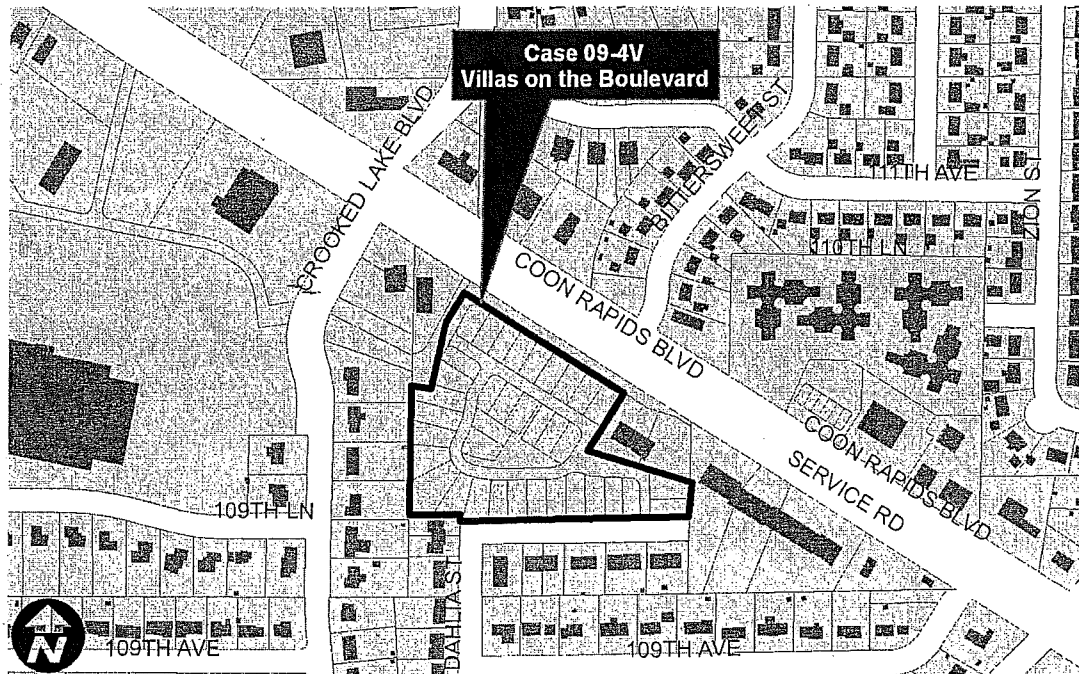 Case 09-4V
Villas on the Boulevard
CROOKED LAKE BLVD
BITTERSWEET ST
111TH AVE
ZION ST
110TH LN
COON RAPIDS BLVD
COON RAPIDS BLVD
SERVICE RD
109TH LN
DAHLIA ST
109TH AVE
109TH AVE
N